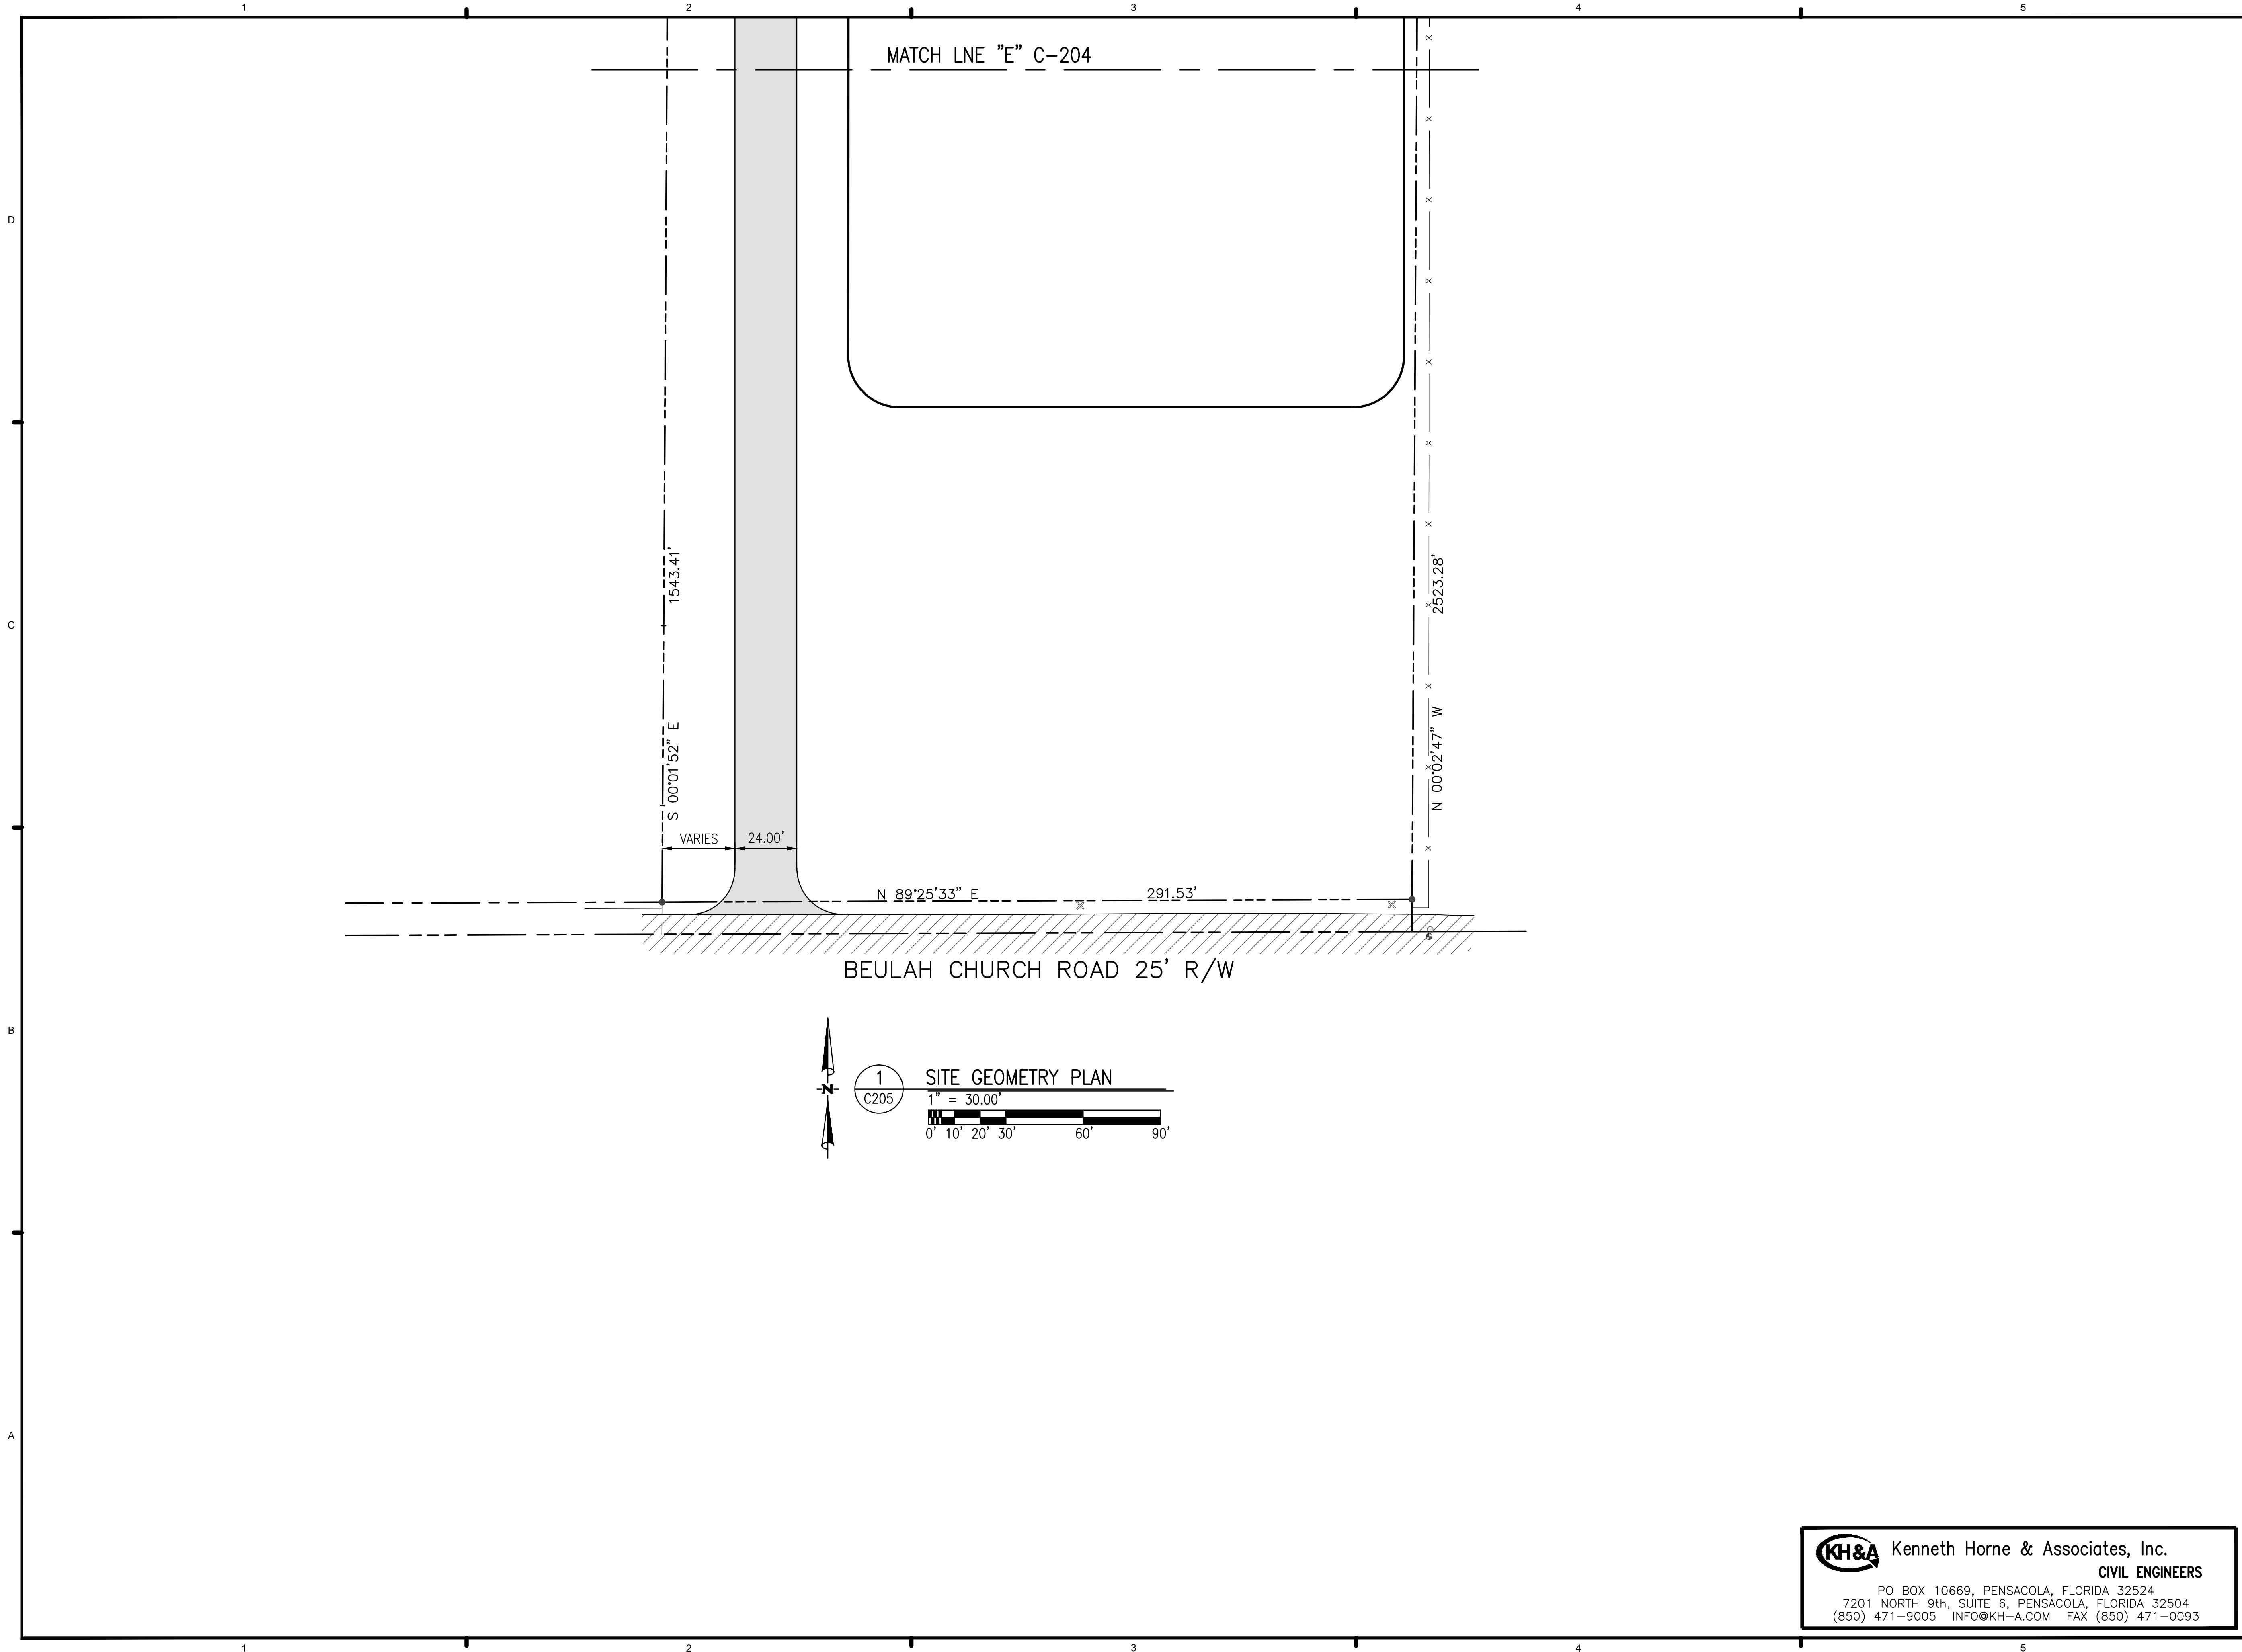 1 2 3 4 5
MATCH LNE "E" C-204
D
1543.41'
2523.28'
C
S 00°01'52" E
N 00°02'47" W
VARIES 24.00'
N 89°25'33" E 291.53'
BEULAH CHURCH ROAD 25' R/W
B
N
1
C205
SITE GEOMETRY PLAN
1" = 30.00'
0' 10' 20' 30' 60' 90'
A
KH&A Kenneth Horne & Associates, Inc.
CIVIL ENGINEERS
PO BOX 10669, PENSACOLA, FLORIDA 32524
7201 NORTH 9th, SUITE 6, PENSACOLA, FLORIDA 32504
(850) 471-9005 INFO@KH-A.COM FAX (850) 471-0093
1 2 3 4 5